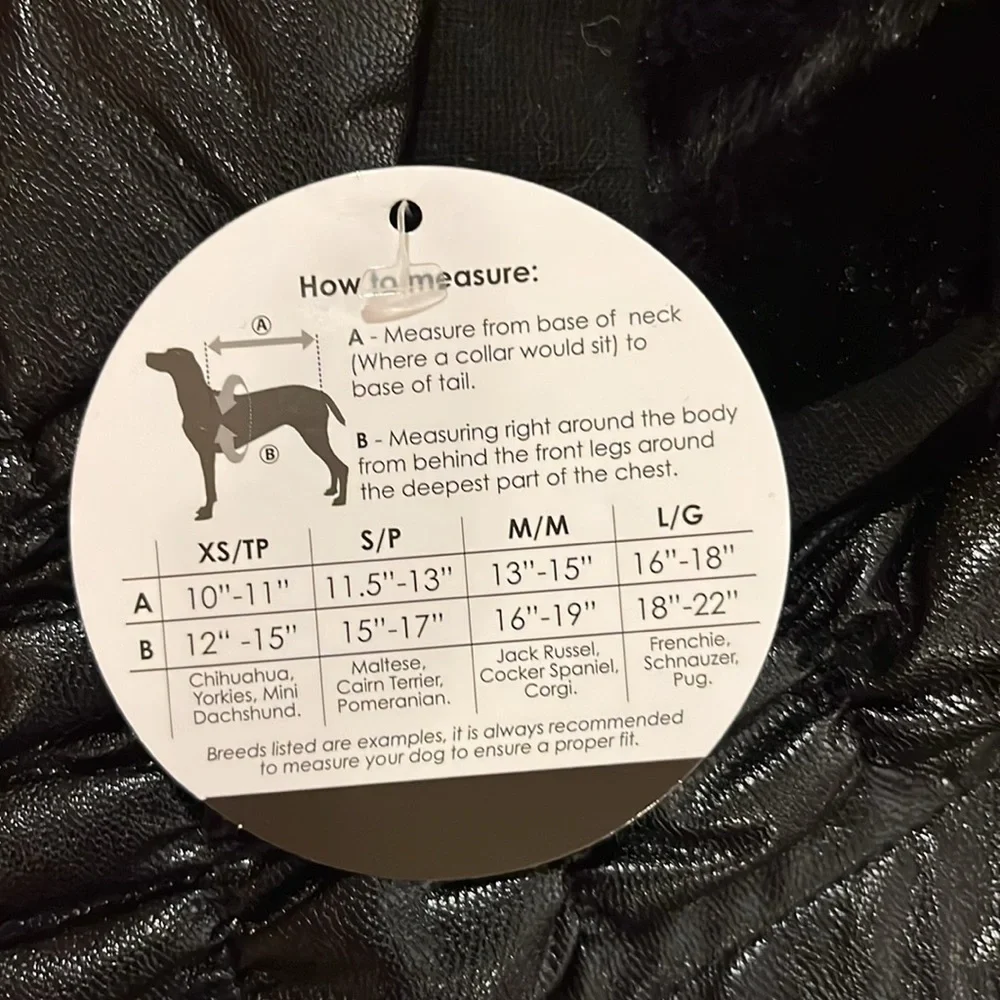 How to measure:
A
A - Measure from base of neck
(Where a collar would sit) to
base of tail.
B
B - Measuring right around the body
from behind the front legs around
the deepest part of the chest.
XS/TP S/P M/M L/G
A 10"-11" 11.5"-13" 13"-15" 16"-18"
B 12" -15" 15"-17" 16"-19" 18"-22"
Chihuahua,
Yorkies, Mini
Dachshund.
Maltese,
Cairn Terrier,
Pomeranian.
Jack Russel,
Cocker Spaniel,
Corgi.
Frenchie,
Schnauzer,
Pug.
Breeds listed are examples, it is always recommended
to measure your dog to ensure a proper fit.